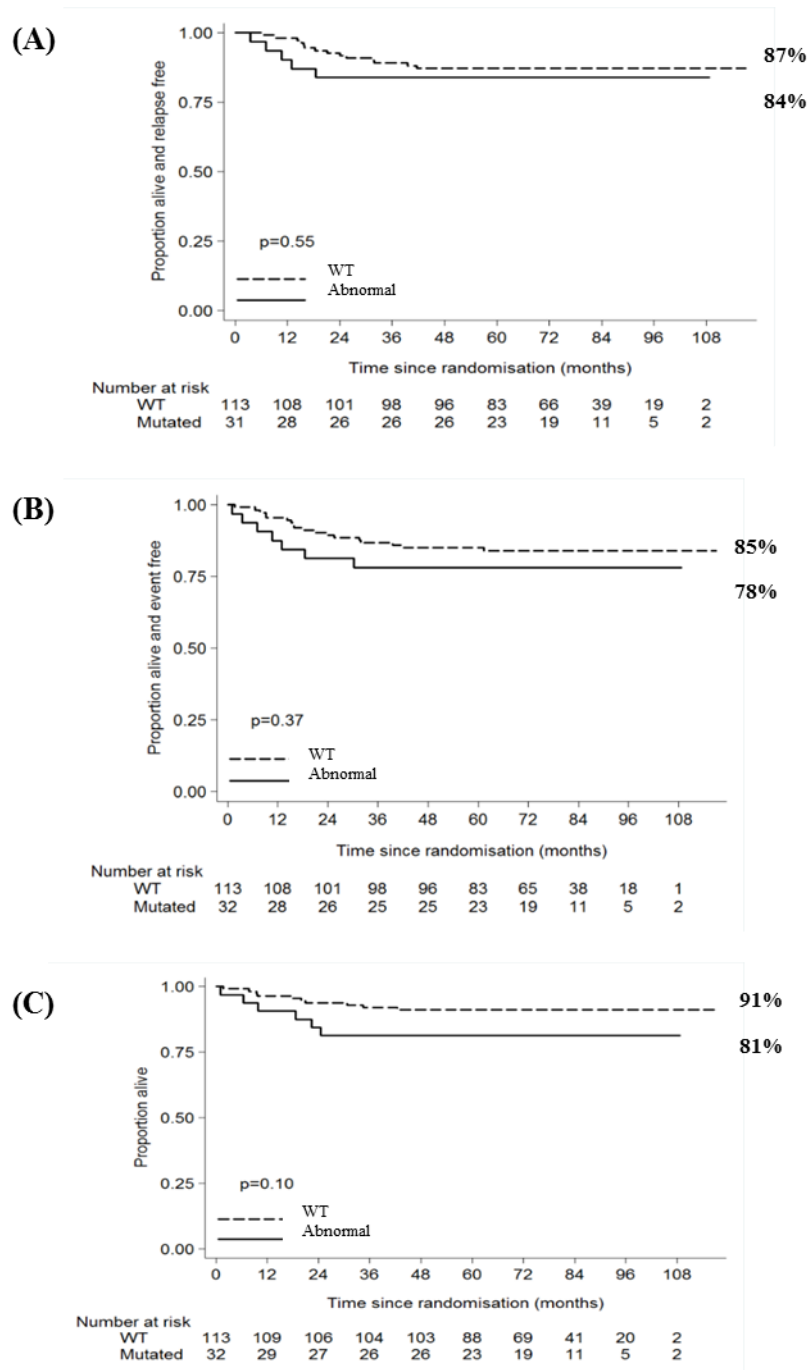 (A)
Proportion alive and relapse free
1.00
0.75
0.50
0.25
0.00
87%
84%
p=0.55
WT
Abnormal
0 12 24 36 48 60 72 84 96 108
Time since randomisation (months)
Number at risk
WT 113 108 101 98 96 83 66 39 19 2
Mutated 31 28 26 26 26 23 19 11 5 2
(B)
Proportion alive and event free
1.00
0.75
0.50
0.25
0.00
85%
78%
p=0.37
WT
Abnormal
0 12 24 36 48 60 72 84 96 108
Time since randomisation (months)
Number at risk
WT 113 108 101 98 96 83 65 38 18 1
Mutated 32 28 26 25 25 23 19 11 5 2
(C)
Proportion alive
1.00
0.75
0.50
0.25
0.00
91%
81%
p=0.10
WT
Abnormal
0 12 24 36 48 60 72 84 96 108
Time since randomisation (months)
Number at risk
WT 113 109 106 104 103 88 69 41 20 2
Mutated 32 29 27 26 26 23 19 11 5 2